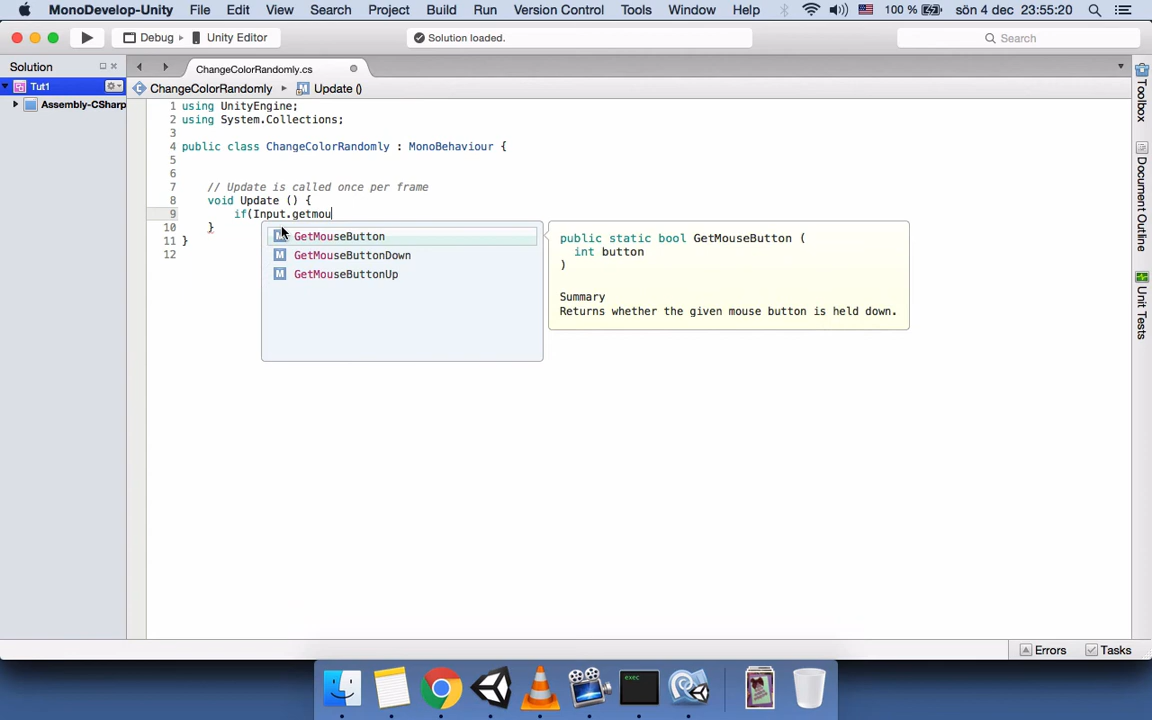 MonoDevelop-Unity File Edit View Search Project Build Run Version Control Tools Window Help 100 % sön 4 dec 23:55:20
Debug Unity Editor Solution loaded. Search
Solution
ChangeColorRandomly.cs
Tut1
ChangeColorRandomly Update ()
Assembly-CSharp
1 using UnityEngine;
2 using System.Collections;
3
4 public class ChangeColorRandomly : MonoBehaviour {
5
6
7 // Update is called once per frame
8 void Update () {
9 if(Input.getmou
10 }
11 }
12
M GetMouseButton
M GetMouseButtonDown
M GetMouseButtonUp
public static bool GetMouseButton (
int button
)
Summary
Returns whether the given mouse button is held down.
Toolbox
Document Outline
Unit Tests
Errors Tasks
exec